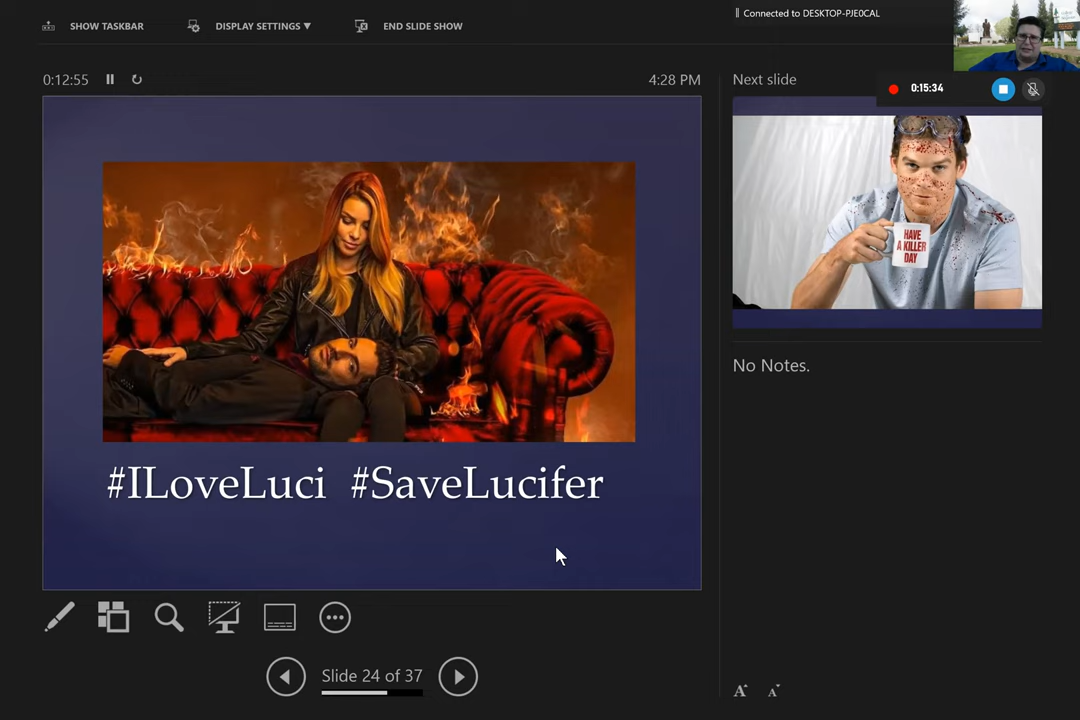 SHOW TASKBAR
DISPLAY SETTINGS ▼
END SLIDE SHOW
Connected to DESKTOP-PJE0CAL
0:12:55
4:28 PM
Next slide
0:15:34
HAVE
A KILLER
DAY
#ILoveLuci #SaveLucifer
No Notes.
Slide 24 of 37
A A